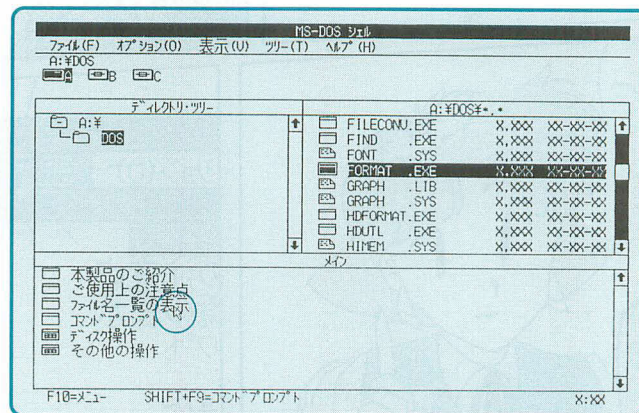 MS-DOS シェル
ファイル(F) オプション(O) 表示(V) ツリー(T) ヘルプ(H)
A:¥DOS
A B C
ディレクトリ・ツリー
A:¥
DOS
A:¥DOS¥*.*
FILECONV.EXE X,XXX XX-XX-XX
FIND .EXE X,XXX XX-XX-XX
FONT .SYS X,XXX XX-XX-XX
FORMAT .EXE X,XXX XX-XX-XX
GRAPH .LIB X,XXX XX-XX-XX
GRAPH .SYS X,XXX XX-XX-XX
HDFORMAT.EXE X,XXX XX-XX-XX
HDUTL .EXE X,XXX XX-XX-XX
HIMEM .SYS X,XXX XX-XX-XX
メイン
本製品のご紹介
ご使用上の注意点
ファイル名一覧の表示
コマンドプロンプト
ディスク操作
その他の操作
F10=メニュー SHIFT+F9=コマンドプロンプト X:XX